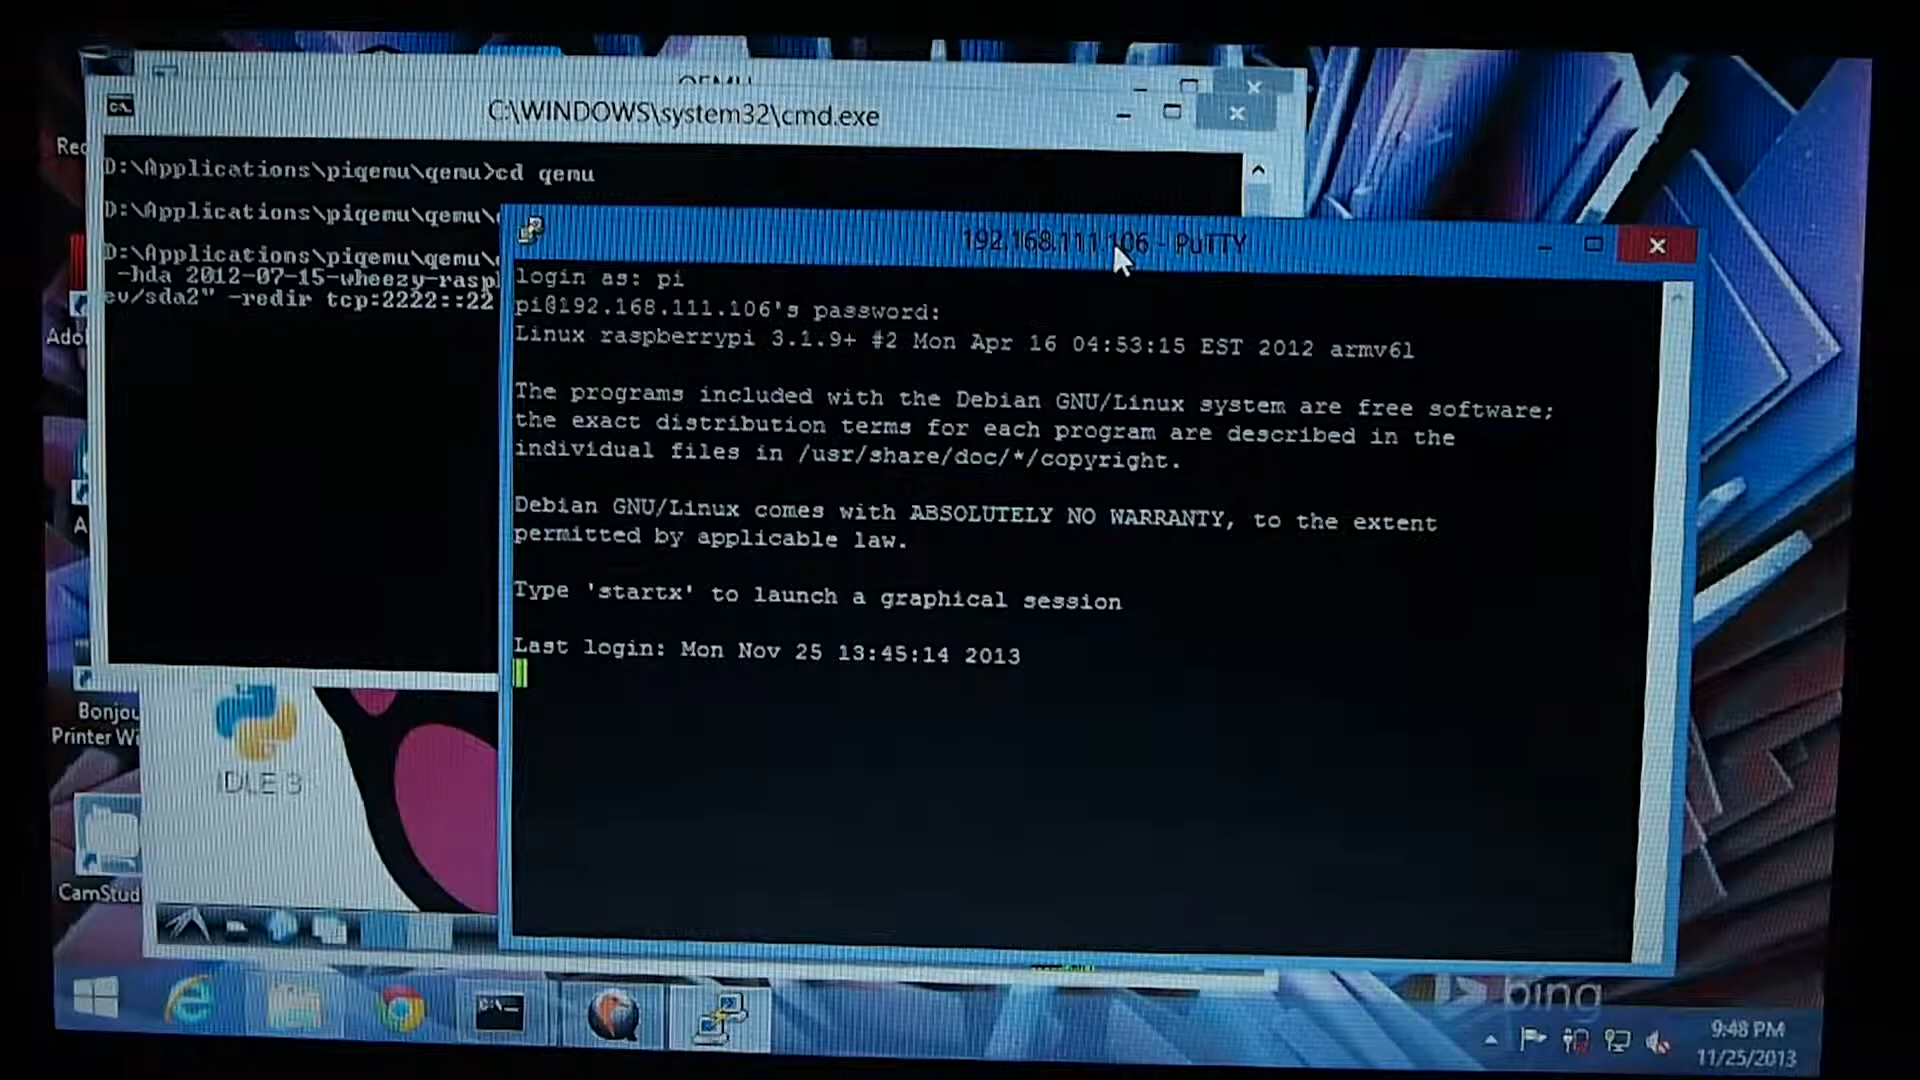 QEMU
C:\WINDOWS\system32\cmd.exe
D:\Applications\piqemu\qemu>cd qemu
D:\Applications\piqemu\qemu\
D:\Applications\piqemu\qemu\
-hda 2012-07-15-wheezy-rasp
ev/sda2" -redir tcp:2222::22
192.168.111.106 - PuTTY
login as: pi
pi@192.168.111.106's password:
Linux raspberrypi 3.1.9+ #2 Mon Apr 16 04:53:15 EST 2012 armv6l
The programs included with the Debian GNU/Linux system are free software;
the exact distribution terms for each program are described in the
individual files in /usr/share/doc/*/copyright.
Debian GNU/Linux comes with ABSOLUTELY NO WARRANTY, to the extent
permitted by applicable law.
Type 'startx' to launch a graphical session
Last login: Mon Nov 25 13:45:14 2013
Rec
Ado
A
Bonjou
Printer Wi
CamStud
IDLE 3
bing
9:48 PM
11/25/2013